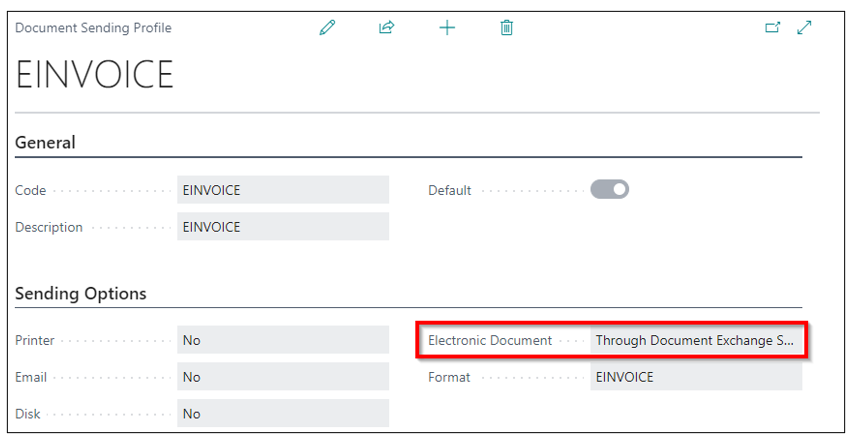 Document Sending Profile
EINVOICE
General
Code EINVOICE Default
Description EINVOICE
Sending Options
Printer No Electronic Document Through Document Exchange S...
Email No Format EINVOICE
Disk No